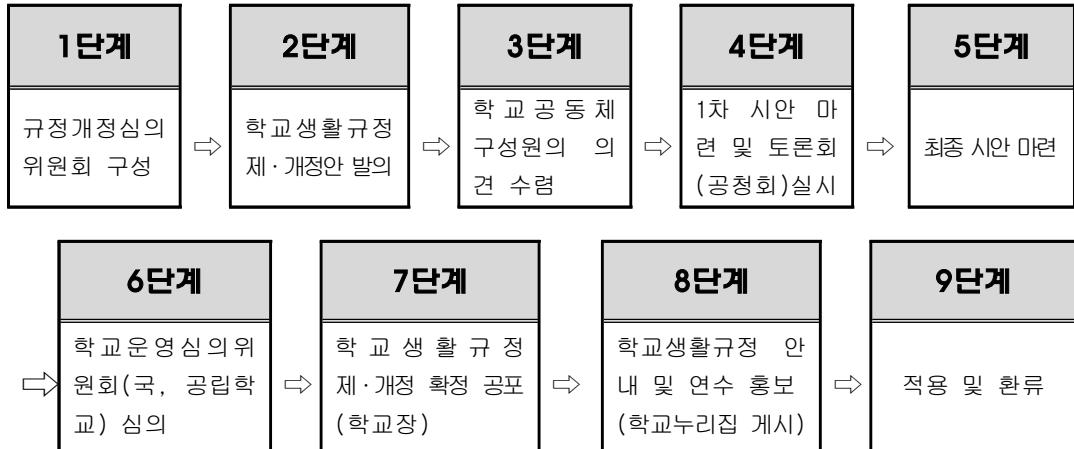 1단계
2단계
3단계
4단계
5단계
규정개정심의
위원회 구성
학교생활규정
제·개정안 발의
학교공동체
구성원의 의
견 수렴
1차 시안 마
련 및 토론회
(공청회)실시
최종 시안 마련
6단계
7단계
8단계
9단계
학교운영심의위
원회(국, 공립학
교) 심의
학교생활규정
제·개정 확정 공포
(학교장)
학교생활규정 안
내 및 연수 홍보
(학교누리집 게시)
적용 및 환류